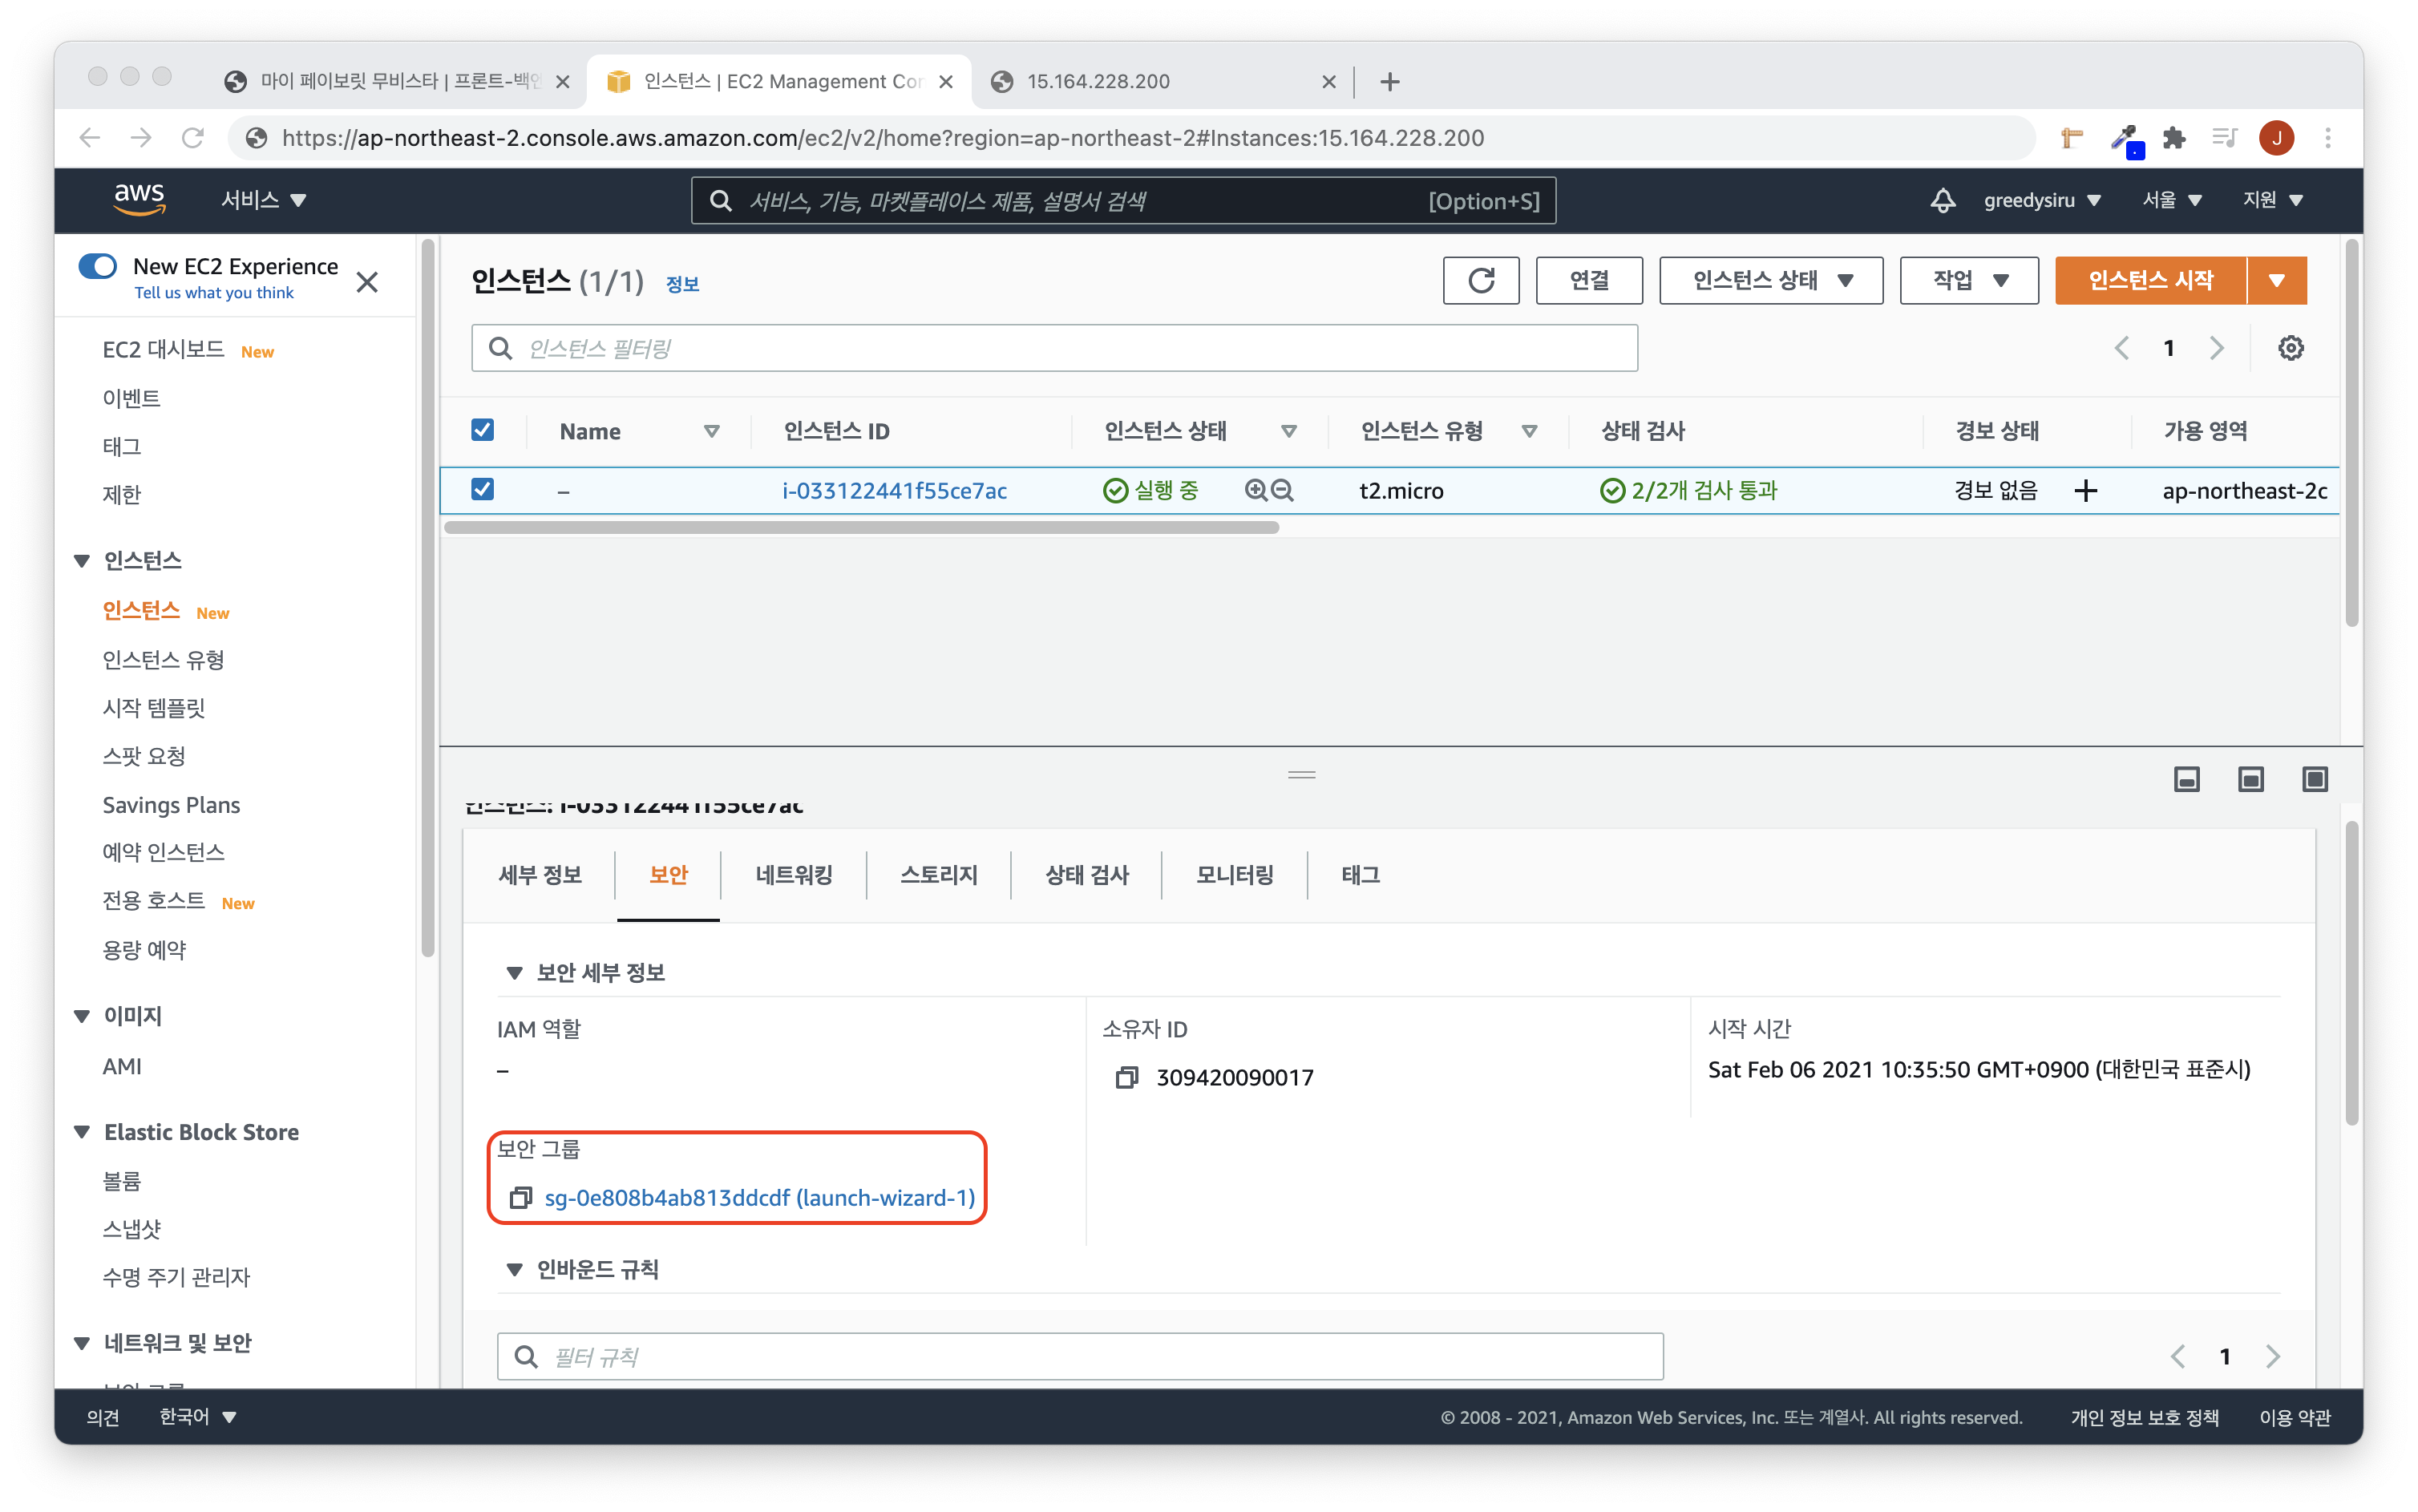 마이 페이보릿 무비스타 | 프론트-백엔
인스턴스 | EC2 Management Con
15.164.228.200
https://ap-northeast-2.console.aws.amazon.com/ec2/v2/home?region=ap-northeast-2#Instances:15.164.228.200
J
aws
서비스
서비스, 기능, 마켓플레이스 제품, 설명서 검색
[Option+S]
greedysiru
서울
지원
New EC2 Experience
Tell us what you think
EC2 대시보드 New
이벤트
태그
제한
인스턴스
인스턴스 New
인스턴스 유형
시작 템플릿
스팟 요청
Savings Plans
예약 인스턴스
전용 호스트 New
용량 예약
이미지
AMI
Elastic Block Store
볼륨
스냅샷
수명 주기 관리자
네트워크 및 보안
보안 그룹
인스턴스 (1/1) 정보
연결
인스턴스 상태
작업
인스턴스 시작
인스턴스 필터링
1
Name 인스턴스 ID 인스턴스 상태 인스턴스 유형 상태 검사 경보 상태 가용 영역
– i-033122441f55ce7ac 실행 중 t2.micro 2/2개 검사 통과 경보 없음 + ap-northeast-2c
인스턴스: i-033122441f55ce7ac
세부 정보 보안 네트워킹 스토리지 상태 검사 모니터링 태그
보안 세부 정보
IAM 역할
–
소유자 ID
309420090017
시작 시간
Sat Feb 06 2021 10:35:50 GMT+0900 (대한민국 표준시)
보안 그룹
sg-0e808b4ab813ddcdf (launch-wizard-1)
인바운드 규칙
필터 규칙
1
의견
한국어
© 2008 - 2021, Amazon Web Services, Inc. 또는 계열사. All rights reserved.
개인 정보 보호 정책
이용 약관